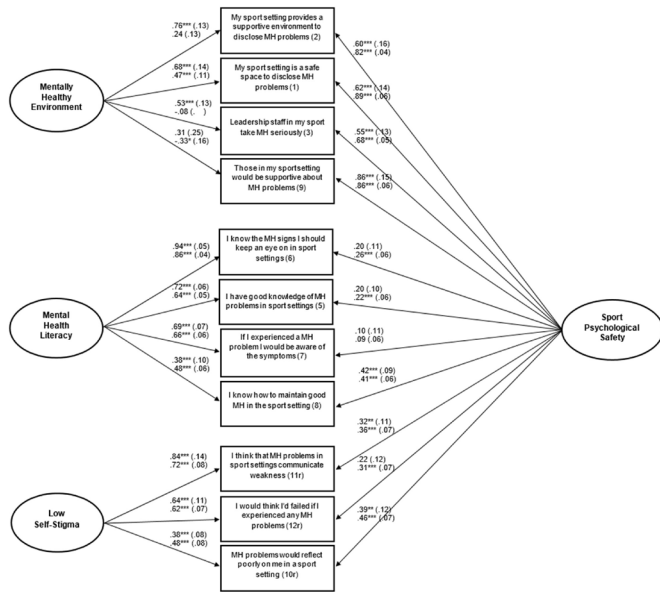 My sport setting provides a
supportive environment to
disclose MH problems (2)
.76*** (.13)
.24 (.13)
.60*** (.16)
.82*** (.04)
My sport setting is a safe
space to disclose MH
problems (1)
.68*** (.14)
.47*** (.11)
.62*** (.14)
.89*** (.06)
Mentally
Healthy
Environment
Leadership staff in my sport
take MH seriously (3)
.53*** (.13)
-.08 (. )
.55*** (.13)
.68*** (.05)
Those in my sport setting
would be supportive about
MH problems (9)
.31 (.25)
-.33* (.16)
.86*** (.15)
.86*** (.06)
I know the MH signs I should
keep an eye on in sport
settings (6)
.94*** (.05)
.86*** (.04)
.20 (.11)
.26*** (.06)
I have good knowledge of MH
problems in sport settings (5)
.72*** (.06)
.64*** (.05)
.20 (.10)
.22*** (.06)
Mental
Health
Literacy
Sport
Psychological
Safety
If I experienced a MH
problem I would be aware of
the symptoms (7)
.69*** (.07)
.66*** (.06)
.10 (.11)
.09 (.06)
I know how to maintain good
MH in the sport setting (8)
.38*** (.10)
.48*** (.06)
.42*** (.09)
.41*** (.06)
I think that MH problems in
sport settings communicate
weakness (11r)
.84*** (.14)
.72*** (.08)
.32** (.11)
.36*** (.07)
I would think I'd failed if I
experienced any MH
problems (12r)
.64*** (.11)
.62*** (.07)
.22 (.12)
.31*** (.07)
Low
Self-Stigma
MH problems would reflect
poorly on me in a sport
setting (10r)
.38*** (.08)
.48*** (.08)
.39** (.12)
.46*** (.07)